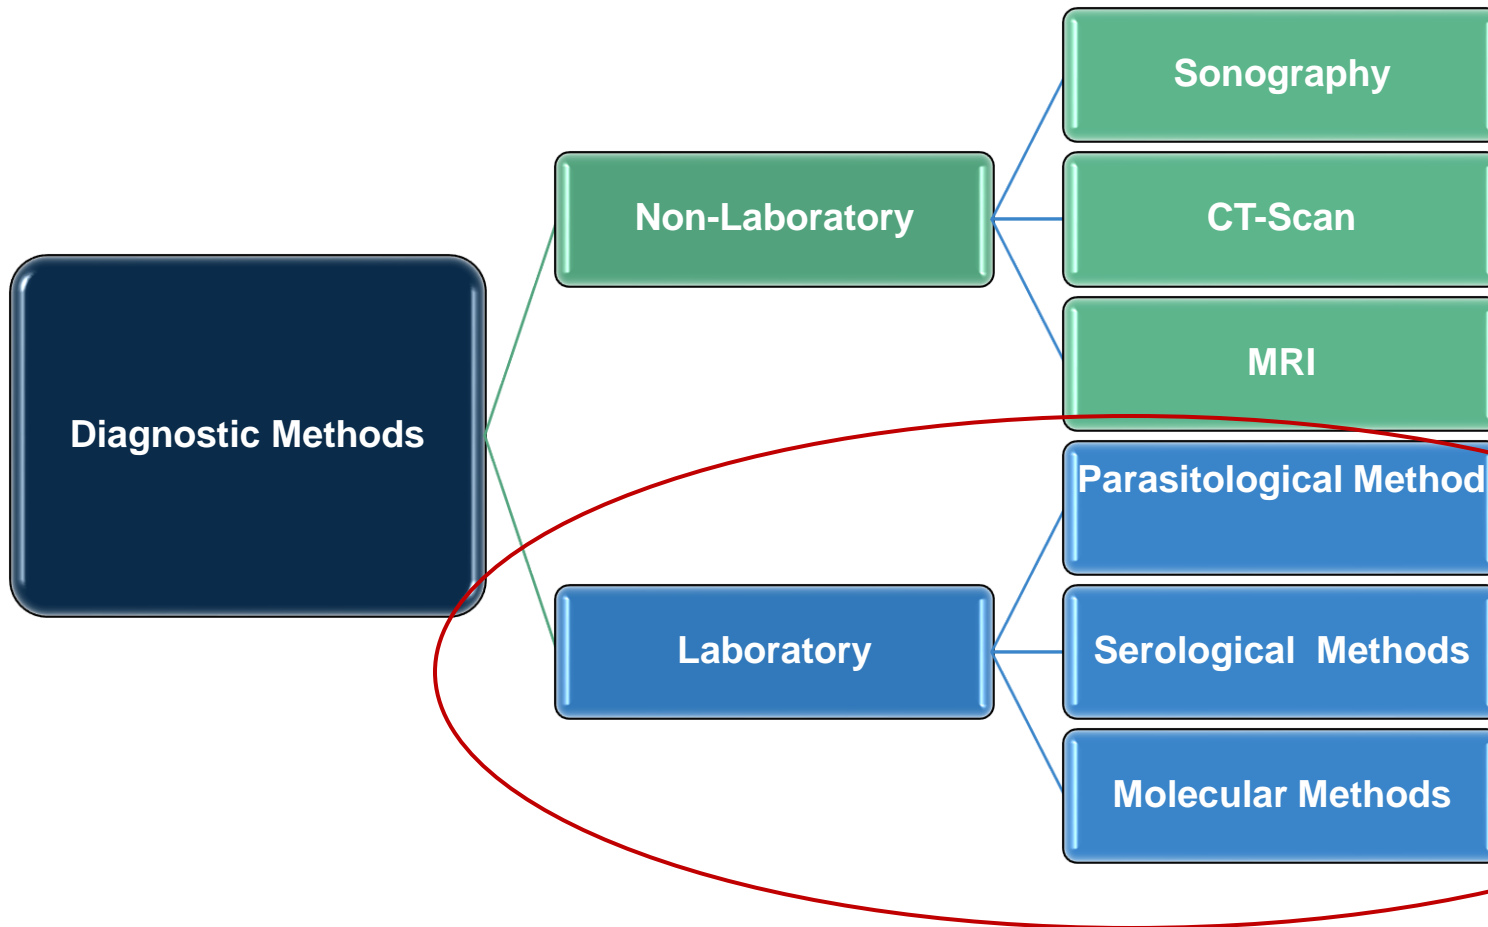 Sonography
Non-Laboratory
CT-Scan
MRI
Diagnostic Methods
Parasitological Method
Laboratory
Serological  Methods
Molecular Methods